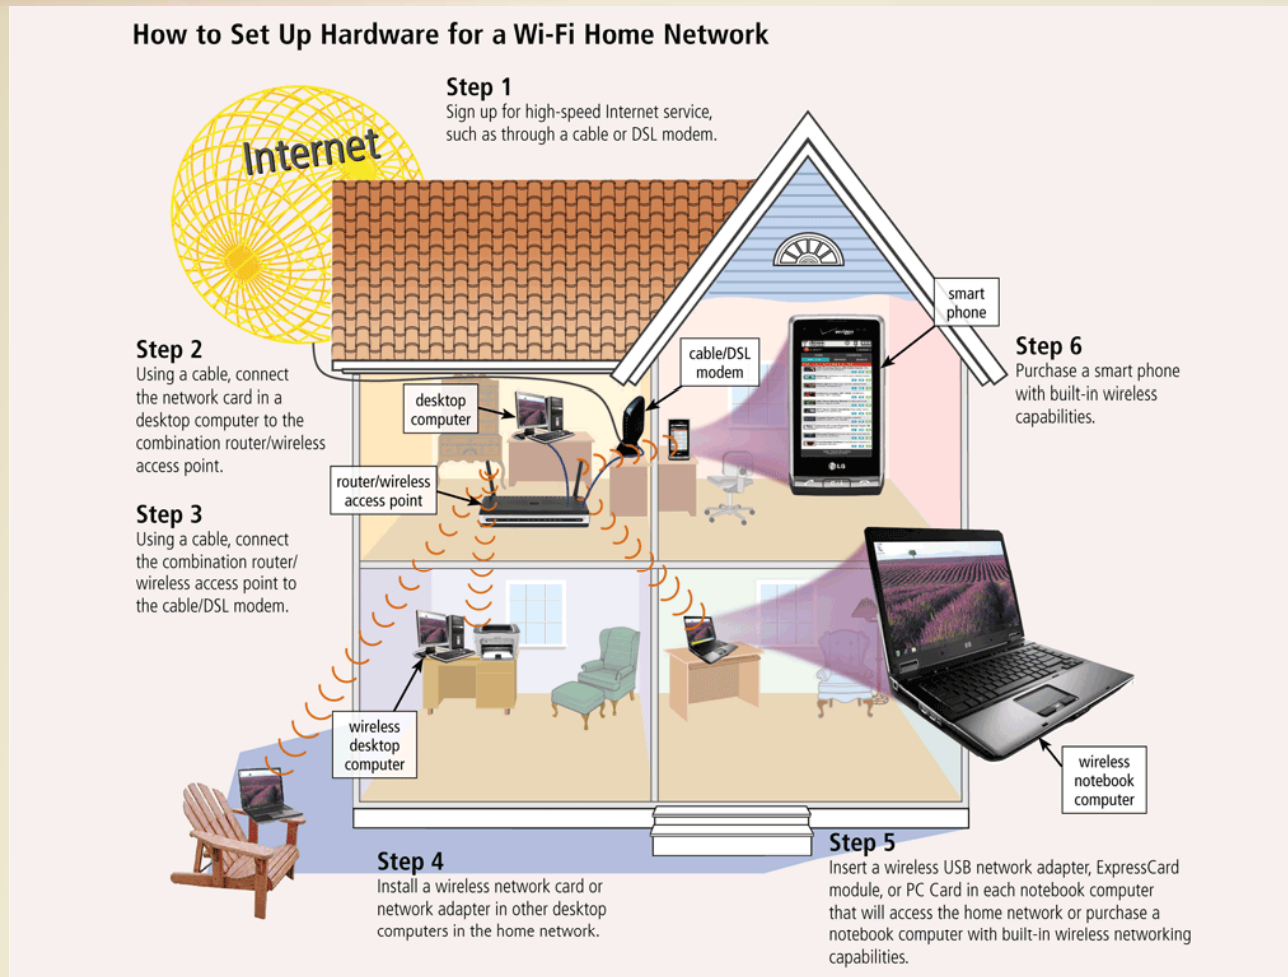 How to Set Up Hardware for a Wi-Fi Home Network
Step 1
Sign up for high-speed Internet service,
such as through a cable or DSL modem.
Internet
Step 2
Using a cable, connect
the network card in a
desktop computer to the
combination router/wireless
access point.
Step 3
Using a cable, connect
the combination router/
wireless access point to
the cable/DSL modem.
desktop
computer
cable/DSL
modem
smart
phone
router/wireless
access point
LG
Step 6
Purchase a smart phone
with built-in wireless
capabilities.
wireless
desktop
computer
wireless
notebook
computer
Step 4
Install a wireless network card or
network adapter in other desktop
computers in the home network.
Step 5
Insert a wireless USB network adapter, ExpressCard
module, or PC Card in each notebook computer
that will access the home network or purchase a
notebook computer with built-in wireless networking
capabilities.